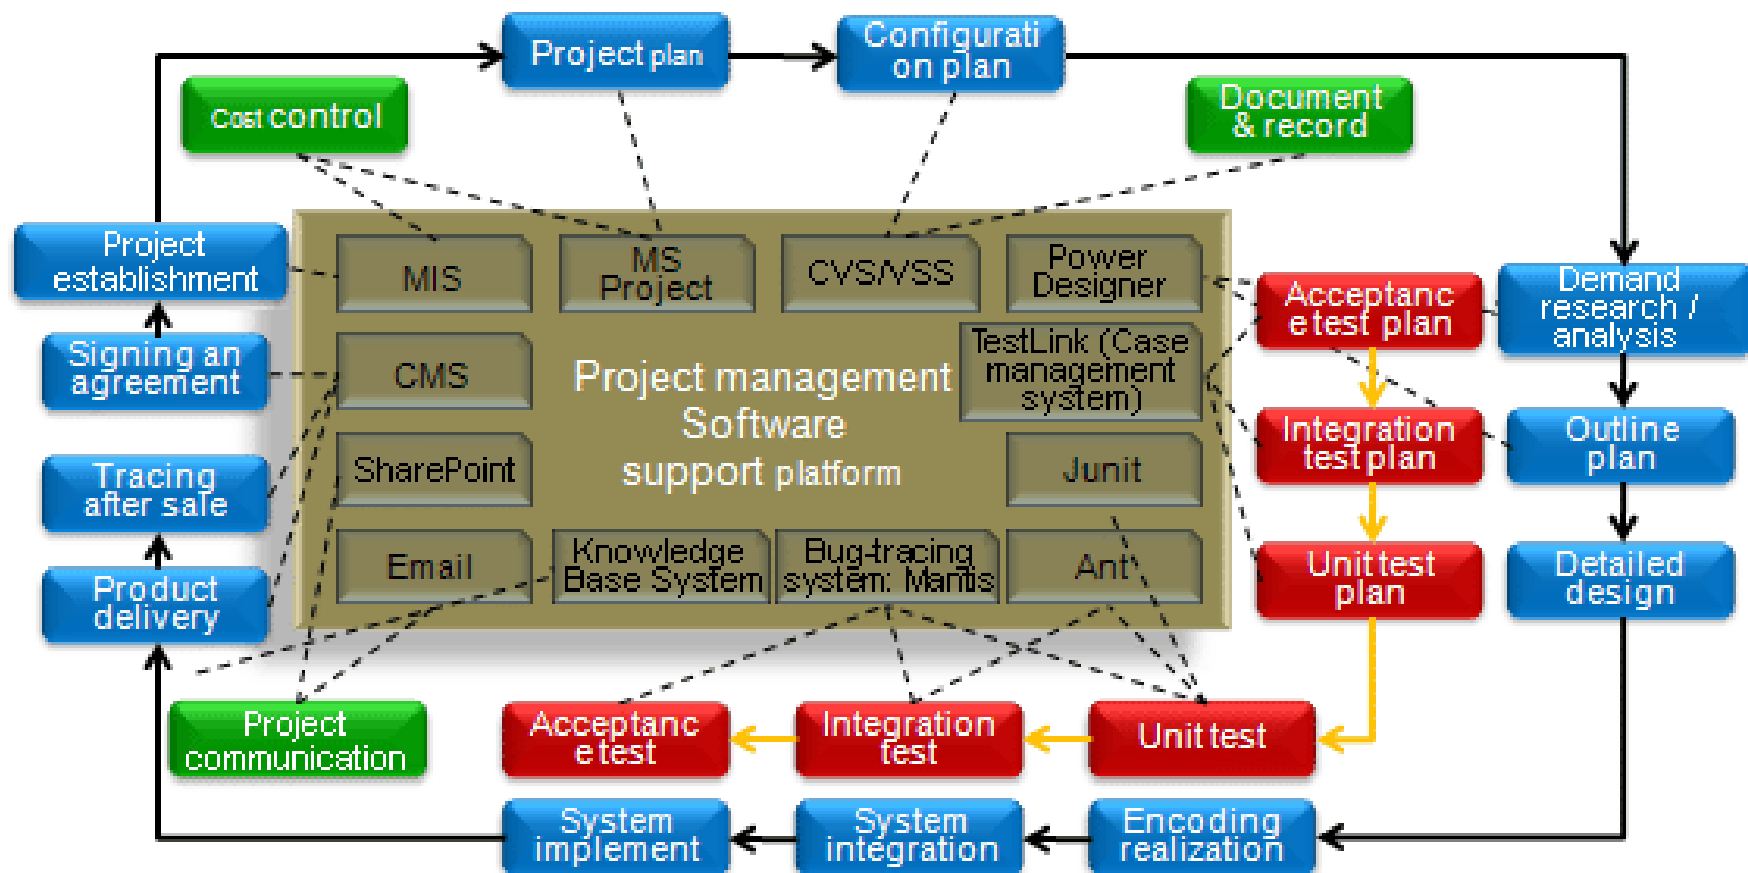 Project plan
Configurati
on plan
Cost control
Document
& record
Project
establishment
MIS
MS
Project
CVS/VSS
Power
Designer
Acceptanc
e test plan
Demand
research /
analysis
Signing an
agreement
CMS
Project management
Software
support platform
TestLink (Case
management
system)
Integration
test plan
Outline
plan
Tracing
after sale
SharePoint
Junit
Product
delivery
Email
Knowledge
Base System
Bug-tracing
system: Mantis
Ant
Unit test
plan
Detailed
design
Project
communication
Acceptanc
e test
Integration
test
Unit test
System
implement
System
integration
Encoding
realization